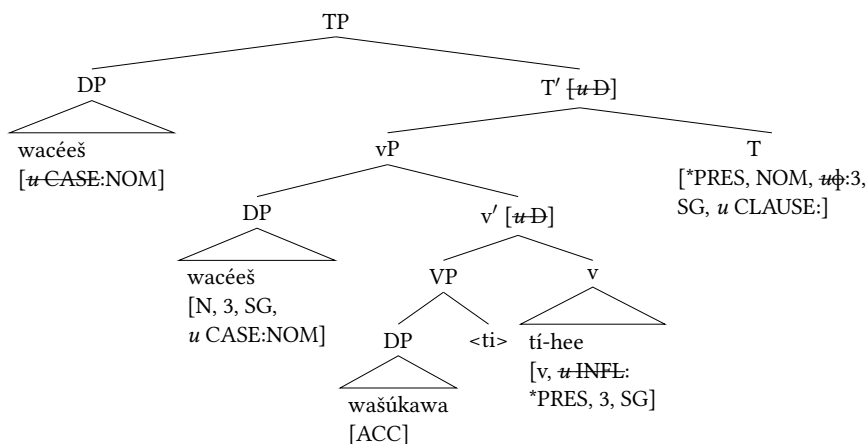 TP
DP T′ [u D]
wacéeš
[u CASE:NOM]
vP T
[*PRES, NOM, uϕ:3,
SG, u CLAUSE:]
DP v′ [u D]
wacéeš
[N, 3, SG,
u CASE:NOM]
VP v
DP <ti> tí-hee
[v, u INFL:
*PRES, 3, SG]
wašúkawa
[ACC]